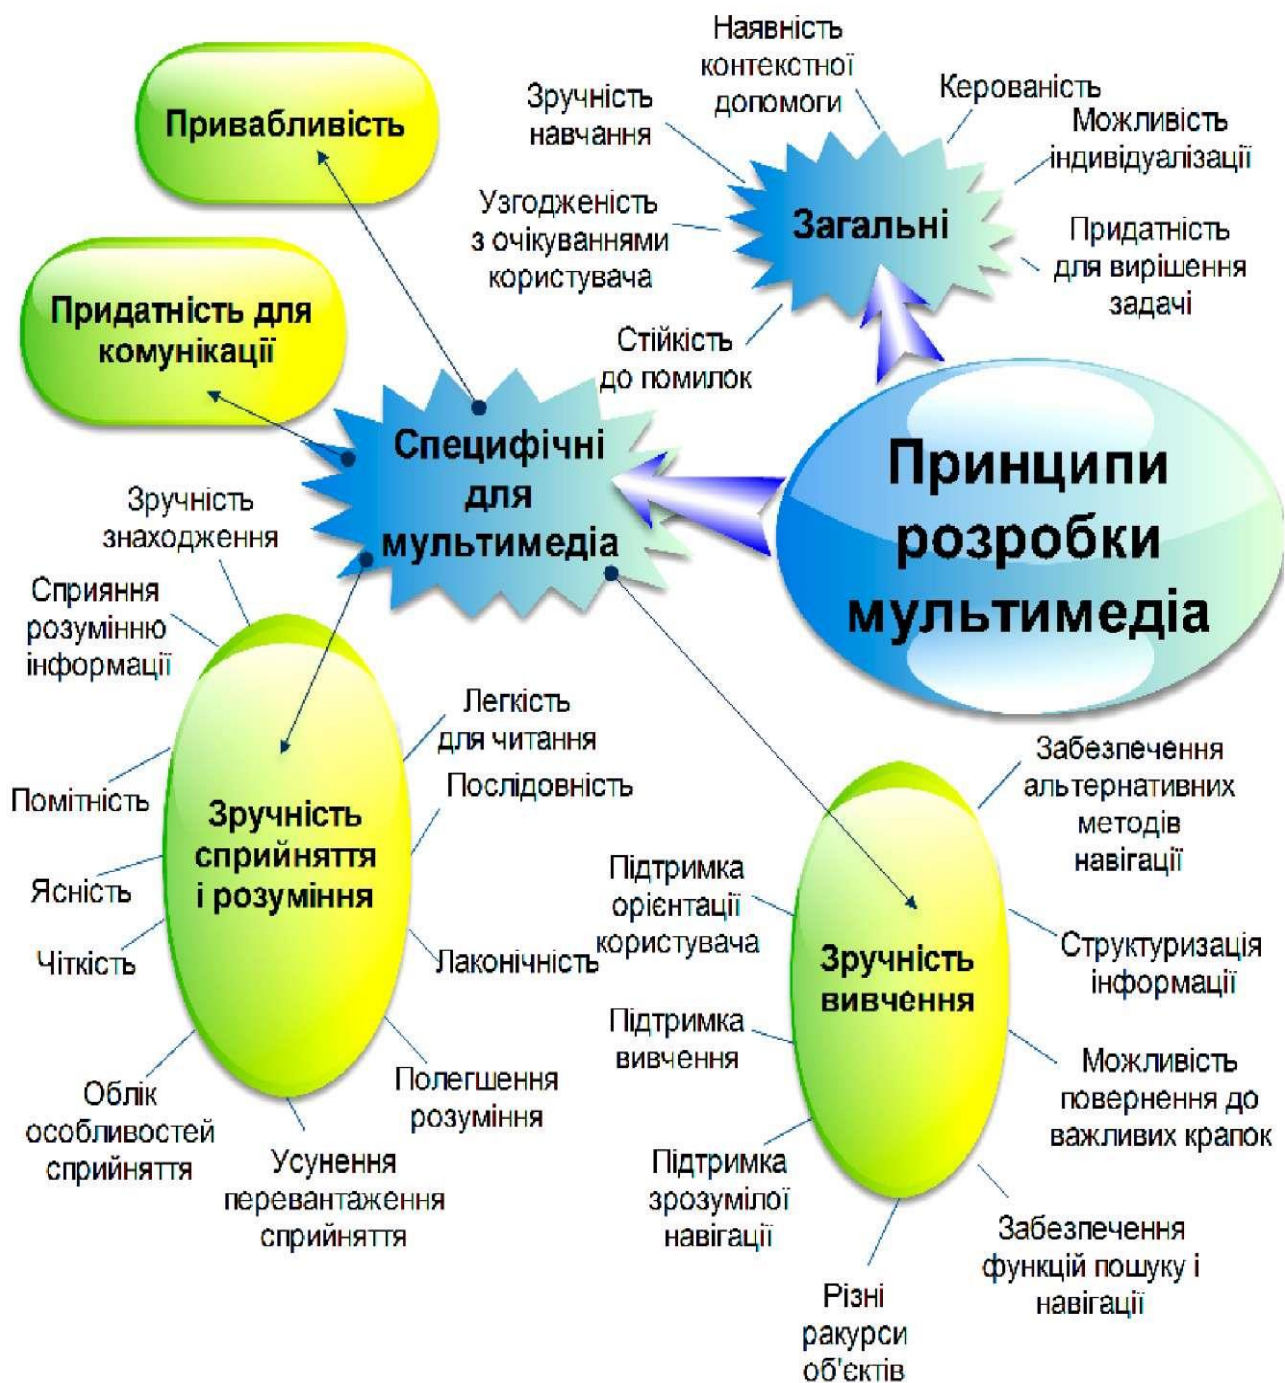 Наявність
контекстної
допомоги
Керованість
Зручність
навчання
Можливість
індивідуалізації
Привабливість
Узгодженість
з очікуваннями
користувача
Загальні
Придатність
для вирішення
задачі
Придатність для
комунікації
Стійкість
до помилок
Специфічні
для
мультимедіа
Принципи
розробки
мультимедіа
Зручність
знаходження
Сприяння
розумінню
інформації
Легкість
для читання
Послідовність
Помітність
Зручність
сприйняття
і розуміння
Ясність
Чіткість
Лаконічність
Облік
особливостей
сприйняття
Полегшення
розуміння
Усунення
перевантаження
сприйняття
Забезпечення
альтернативних
методів
навігації
Підтримка
орієнтації
користувача
Зручність
вивчення
Структуризація
інформації
Підтримка
вивчення
Можливість
повернення до
важливих крапок
Підтримка
зрозумілої
навігації
Забезпечення
функцій пошуку і
навігації
Різні
ракурси
об'єктів